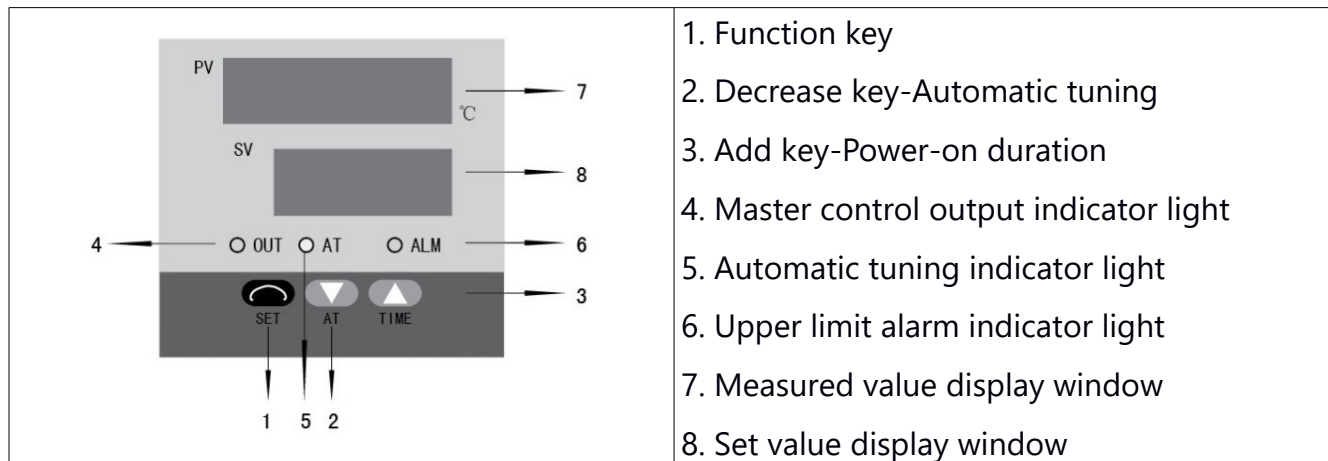 PV
7
℃
SV
8
4
OUT AT ALM
6
3
SET AT TIME
1 5 2
1. Function key
2. Decrease key-Automatic tuning
3. Add key-Power-on duration
4. Master control output indicator light
5. Automatic tuning indicator light
6. Upper limit alarm indicator light
7. Measured value display window
8. Set value display window